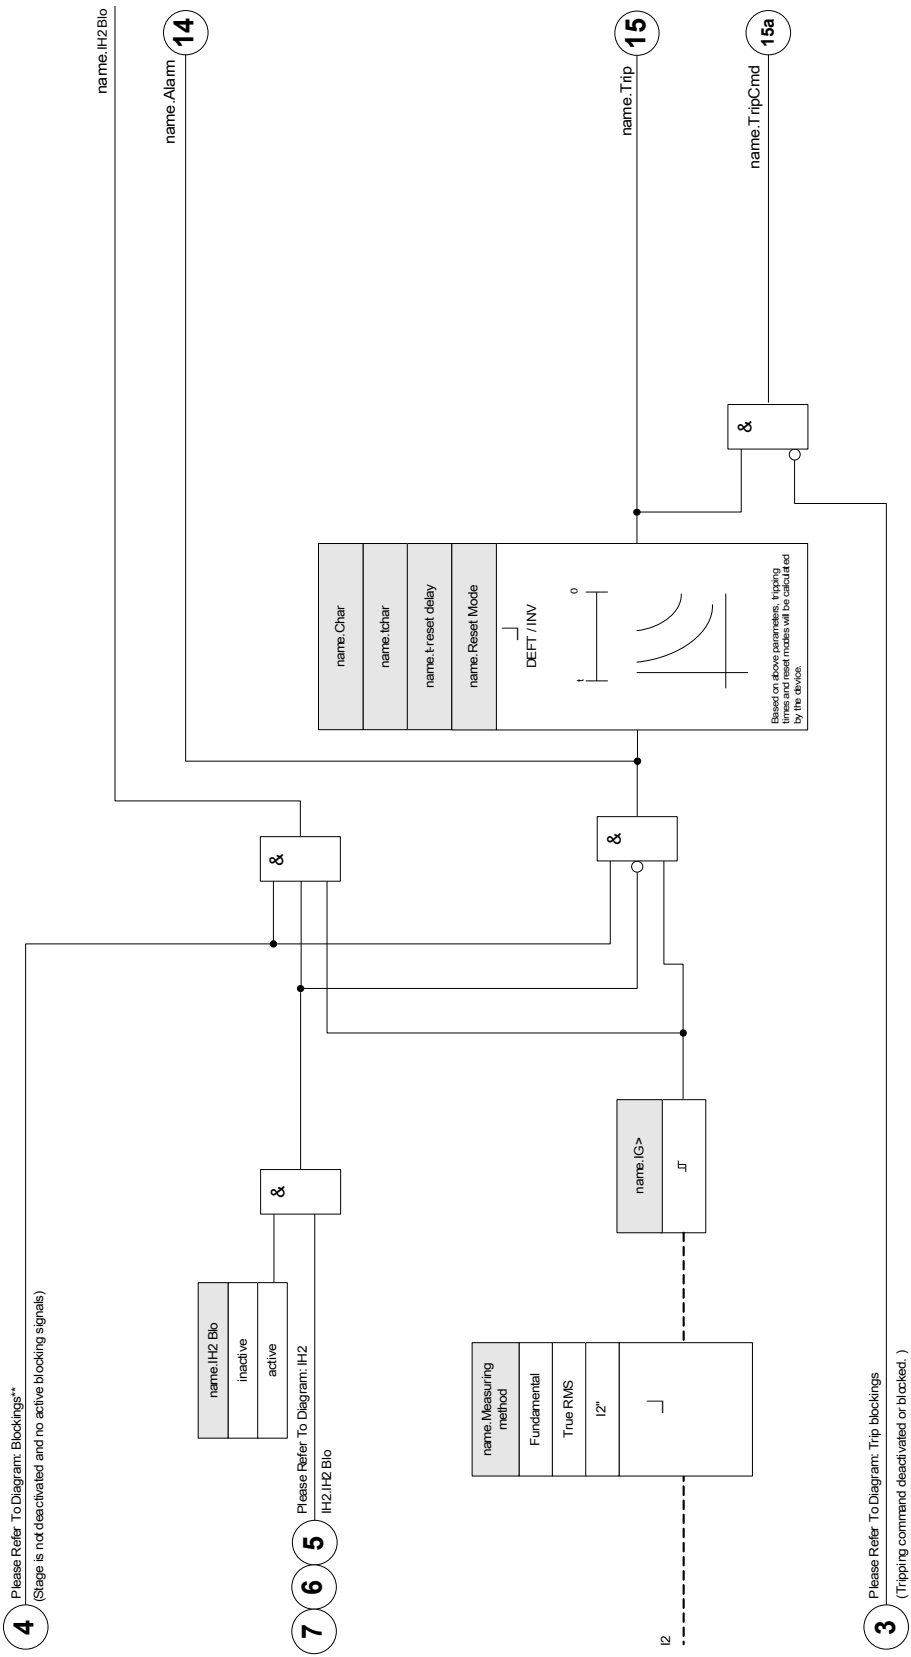 4
Please Refer To Diagram: Blockings**
(Stage is not deactivated and no active blocking signals)
name.IH2 Blo
inactive
active
&
name.IH2Blo
7
6
5
Please Refer To Diagram: IH2
IH2.IH2 Blo
&
name.Alarm
14
name.Char
name.tchar
name.t-reset delay
name.Reset Mode
DEFT / INV
t
0
Based on above parameters, tripping
times and reset modes will be calculated
by the device.
name.Measuring
method
Fundamental
True RMS
I2"
I2
name.IG>
&
name.Trip
15
&
name.TripCmd
15a
3
Please Refer To Diagram: Trip blockings
(Tripping command deactivated or blocked. )